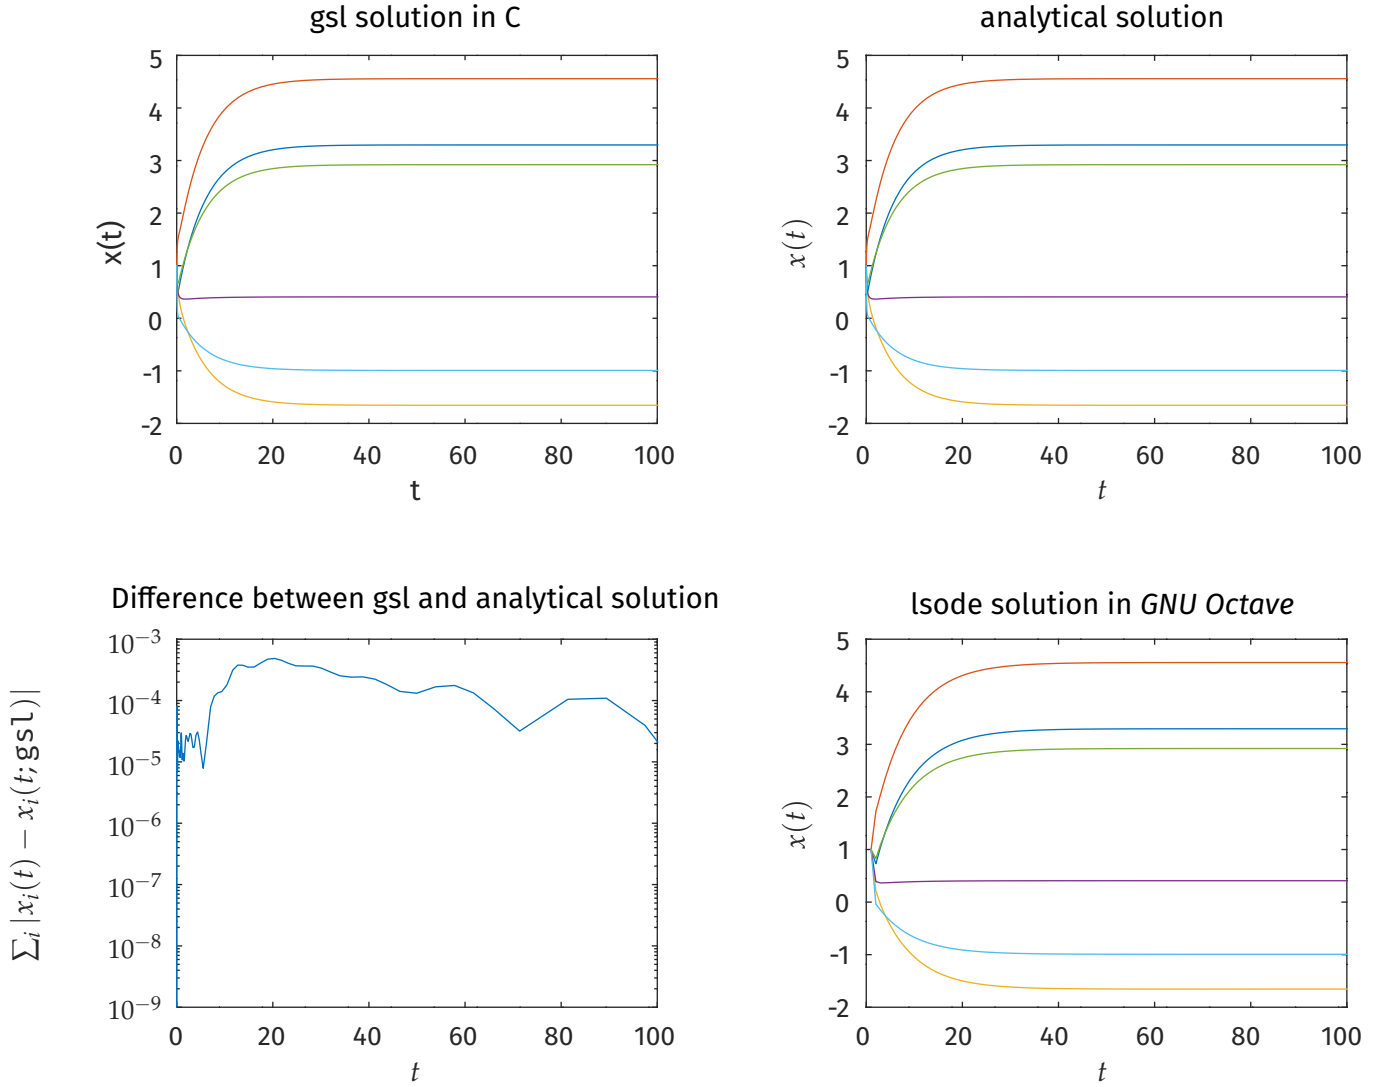 gsl solution in C
5
4
3
2
1
0
-1
-2
x(t)
0 20 40 60 80 100
t
analytical solution
5
4
3
2
1
0
-1
-2
x(t)
0 20 40 60 80 100
t
Difference between gsl and analytical solution
10⁻³
10⁻⁴
10⁻⁵
10⁻⁶
10⁻⁷
10⁻⁸
10⁻⁹
∑ᵢ |xᵢ(t) − xᵢ(t;gsl)|
0 20 40 60 80 100
t
lsode solution in GNU Octave
5
4
3
2
1
0
-1
-2
x(t)
0 20 40 60 80 100
t